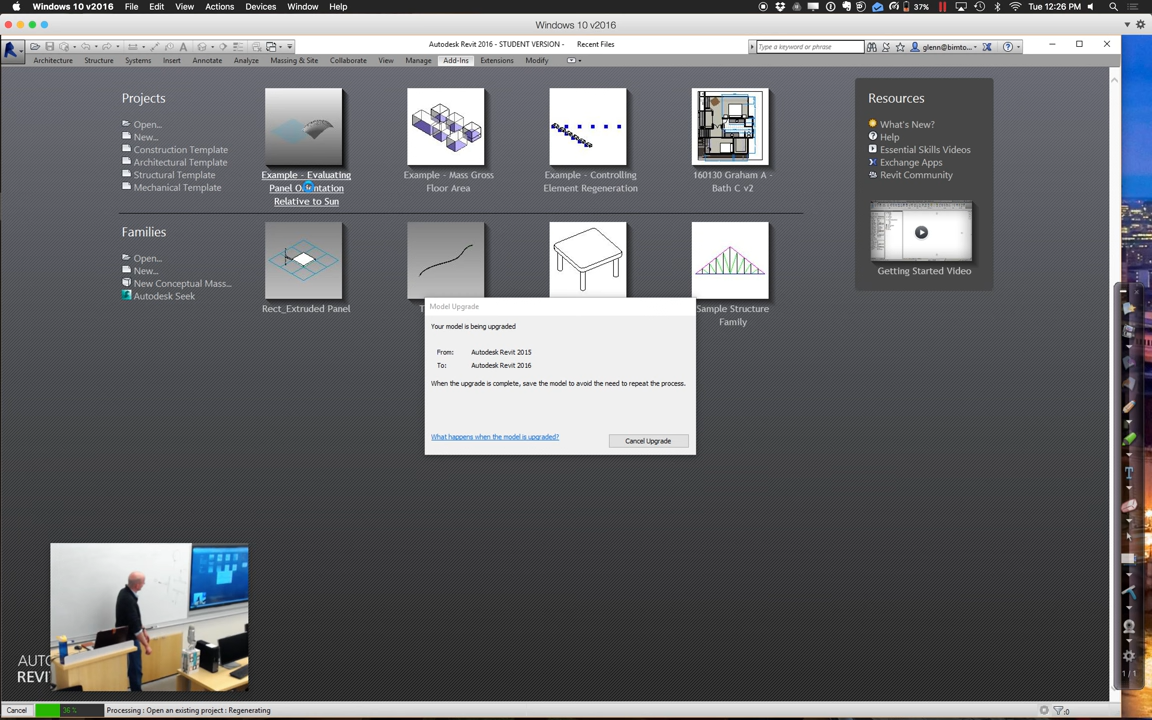 Windows 10 v2016 File Edit View Actions Devices Window Help 37% Tue 12:26 PM
Windows 10 v2016
Autodesk Revit 2016 - STUDENT VERSION - Recent Files Type a keyword or phrase glenn@bimto...
Architecture Structure Systems Insert Annotate Analyze Massing & Site Collaborate View Manage Add-Ins Extensions Modify
Projects
Open...
New...
Construction Template
Architectural Template
Structural Template
Mechanical Template
Example - Evaluating
Panel Orientation
Relative to Sun
Example - Mass Gross
Floor Area
Example - Controlling
Element Regeneration
160130 Graham A -
Bath C v2
Resources
What's New?
Help
Essential Skills Videos
Exchange Apps
Revit Community
Getting Started Video
Families
Open...
New...
New Conceptual Mass...
Autodesk Seek
Rect_Extruded Panel
Sample Structure
Family
Model Upgrade
Your model is being upgraded
From: Autodesk Revit 2015
To: Autodesk Revit 2016
When the upgrade is complete, save the model to avoid the need to repeat the process.
What happens when the model is upgraded?
Cancel Upgrade
1 / 1
AUTO
REVI
Cancel 36 % Processing : Open an existing project : Regenerating
:0